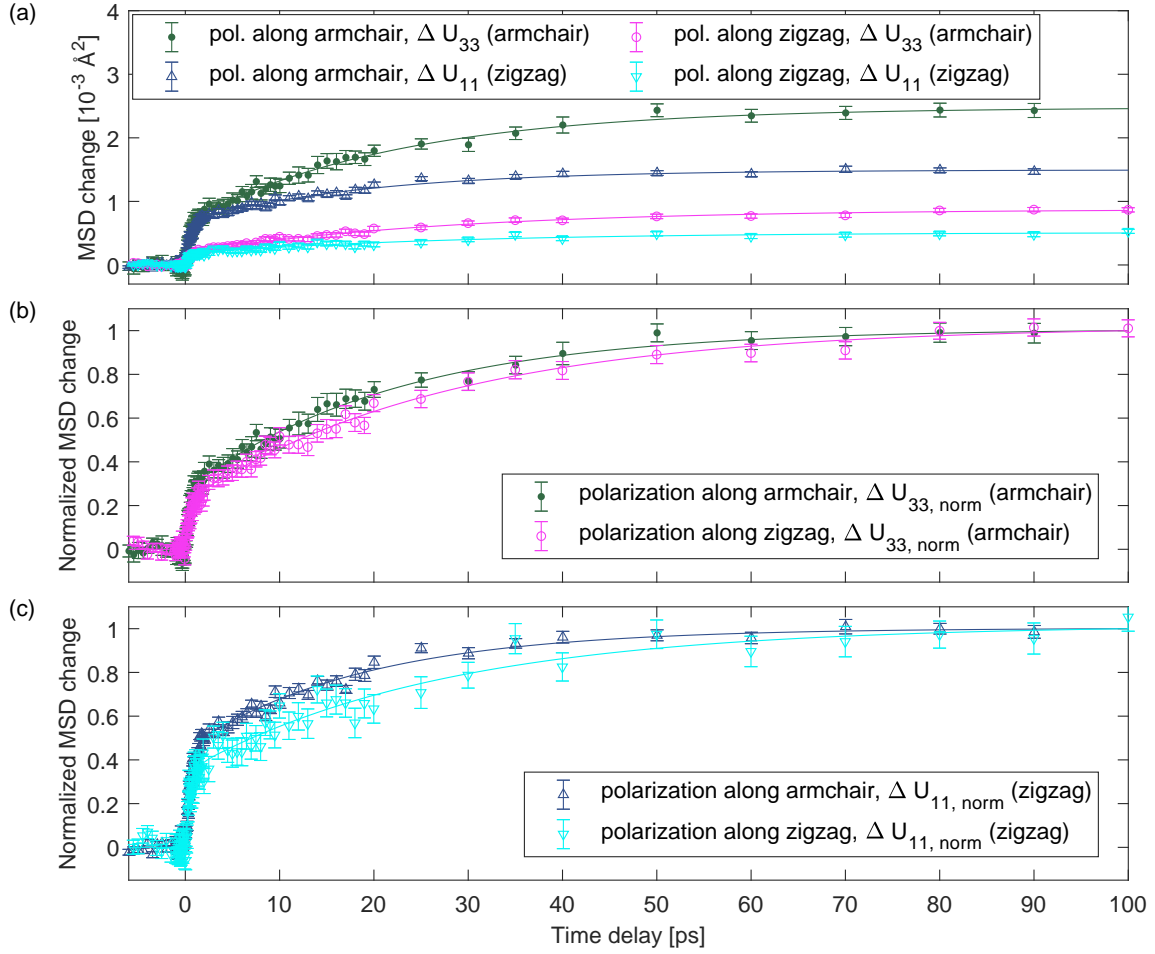 (a)
MSD change [10⁻³ Å²]
4
3
2
1
0
pol. along armchair, Δ U₃₃ (armchair)
pol. along armchair, Δ U₁₁ (zigzag)
pol. along zigzag, Δ U₃₃ (armchair)
pol. along zigzag, Δ U₁₁ (zigzag)
(b)
Normalized MSD change
1
0.8
0.6
0.4
0.2
0
polarization along armchair, Δ U₃₃, ₙₒᵣₘ (armchair)
polarization along zigzag, Δ U₃₃, ₙₒᵣₘ (armchair)
(c)
Normalized MSD change
1
0.8
0.6
0.4
0.2
0
polarization along armchair, Δ U₁₁, ₙₒᵣₘ (zigzag)
polarization along zigzag, Δ U₁₁, ₙₒᵣₘ (zigzag)
0 10 20 30 40 50 60 70 80 90 100
Time delay [ps]